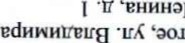 гое, ул. Владимира
Ленина, д. 1